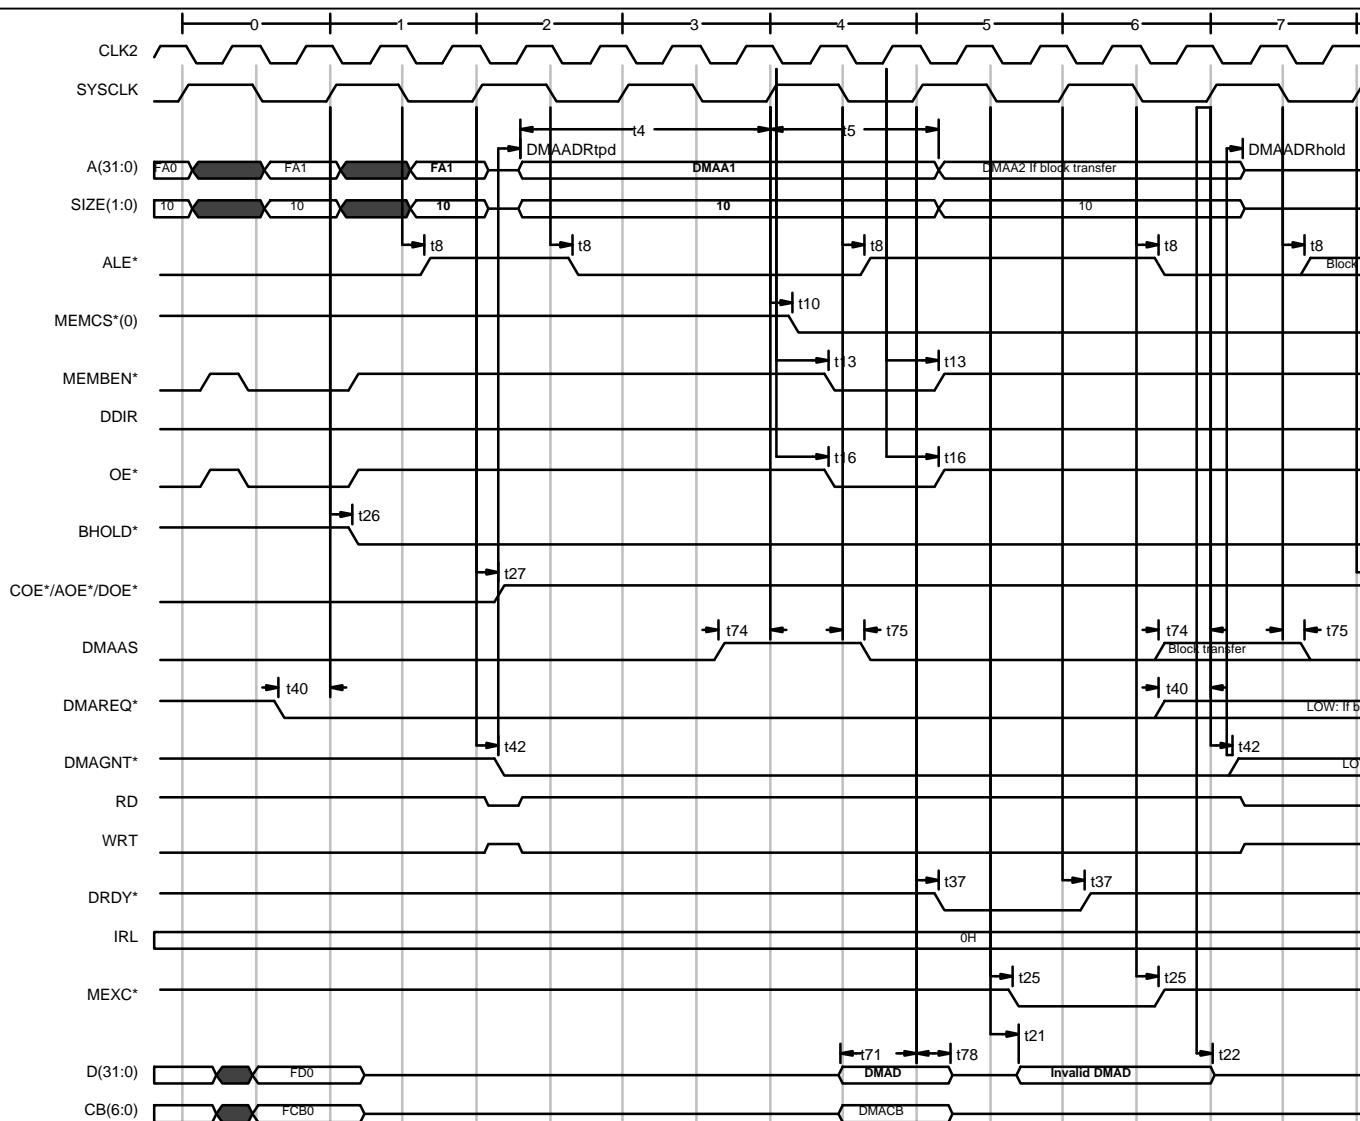 0 1 2 3 4 5 6 7
CLK2
SYSCLK
t4 t5
DMAADRtpd DMAADRhold
A(31:0) FA0 FA1 FA1 DMAA1 DMAA2 If block transfer
SIZE(1:0) 10 10 10 10 10
t8 t8 t8 t8 t8
ALE* Block
t10
MEMCS*(0)
t13 t13
MEMBEN*
DDIR
t16 t16
OE*
t26
BHOLD*
t27
COE*/AOE*/DOE*
t74 t75 t74 t75
DMAAS Block transfer
t40 t40
DMAREQ* LOW: If b
t42 t42
DMAGNT* LO
RD
WRT
t37 t37
DRDY*
IRL 0H
t25 t25
MEXC*
t21
t71 t78 t22
D(31:0) FD0 DMAD Invalid DMAD
CB(6:0) FCB0 DMACB